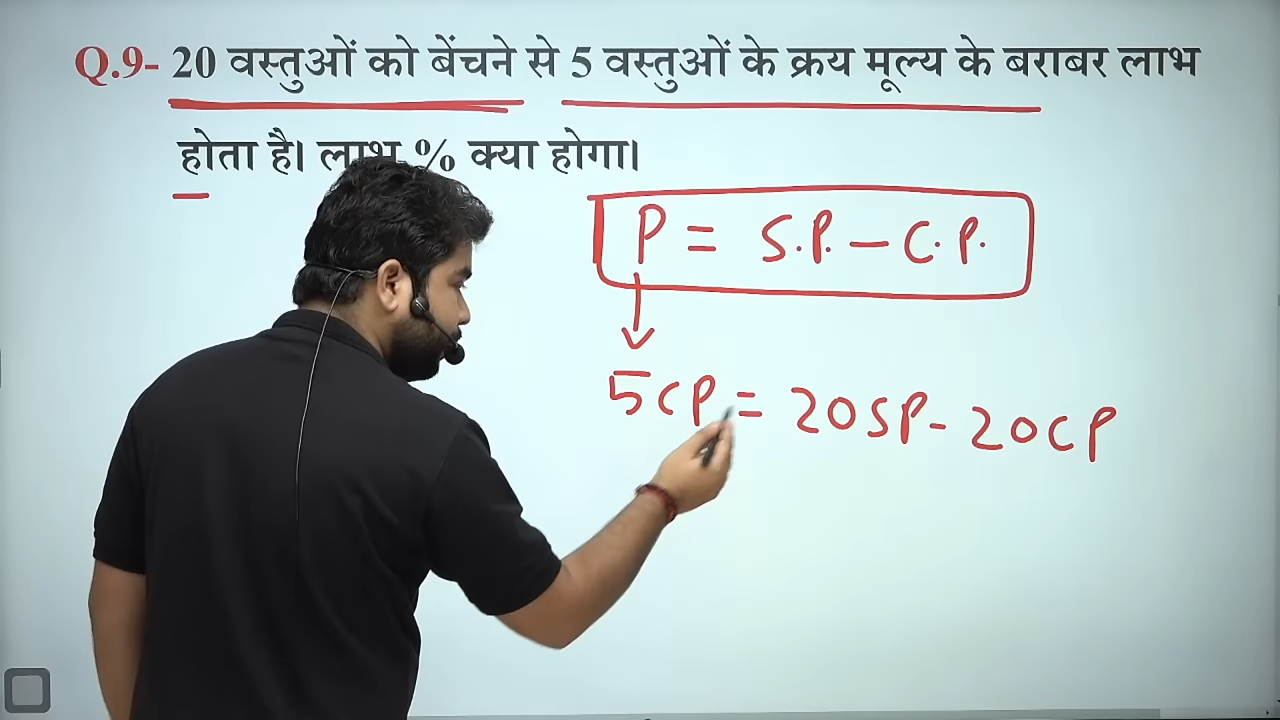 Q.9- 20 वस्तुओं को बेंचने से 5 वस्तुओं के क्रय मूल्य के बराबर लाभ
होता है। लाभ % क्या होगा।
P = S.P. – C.P.
5CP = 20SP - 20CP